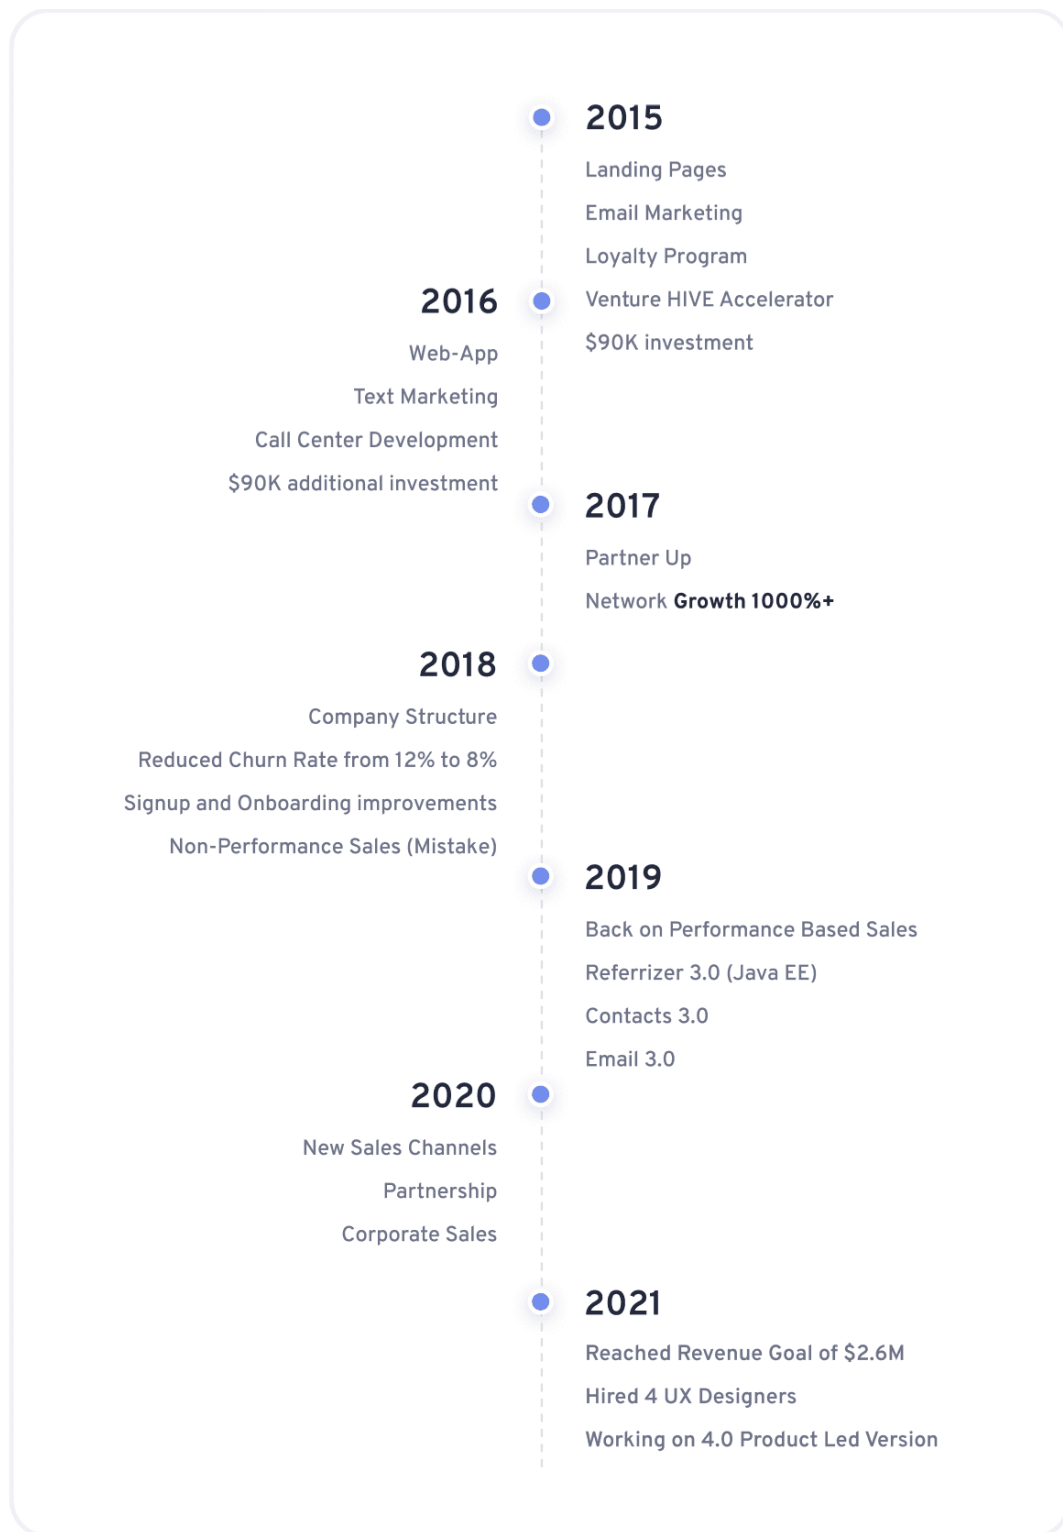 2015
Landing Pages
Email Marketing
Loyalty Program
Venture HIVE Accelerator
$90K investment
2016
Web-App
Text Marketing
Call Center Development
$90K additional investment
2017
Partner Up
Network Growth 1000%+
2018
Company Structure
Reduced Churn Rate from 12% to 8%
Signup and Onboarding improvements
Non-Performance Sales (Mistake)
2019
Back on Performance Based Sales
Referrizer 3.0 (Java EE)
Contacts 3.0
Email 3.0
2020
New Sales Channels
Partnership
Corporate Sales
2021
Reached Revenue Goal of $2.6M
Hired 4 UX Designers
Working on 4.0 Product Led Version